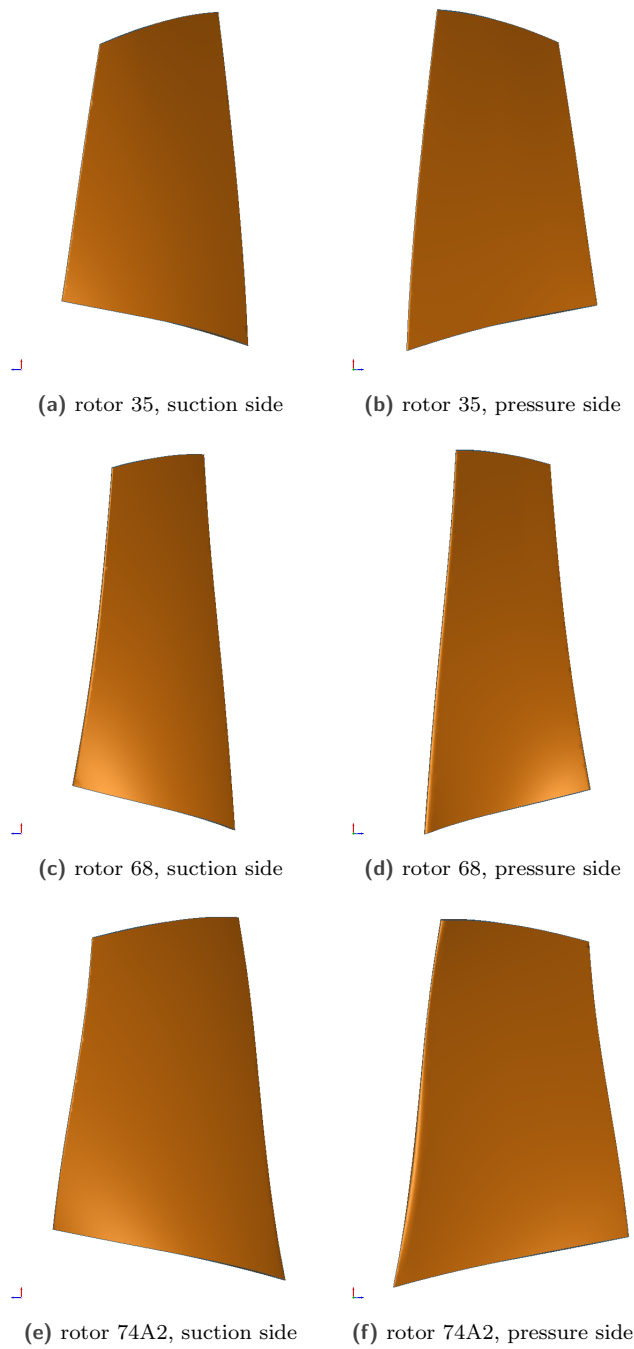 (a) rotor 35, suction side
(b) rotor 35, pressure side
(c) rotor 68, suction side
(d) rotor 68, pressure side
(e) rotor 74A2, suction side
(f) rotor 74A2, pressure side